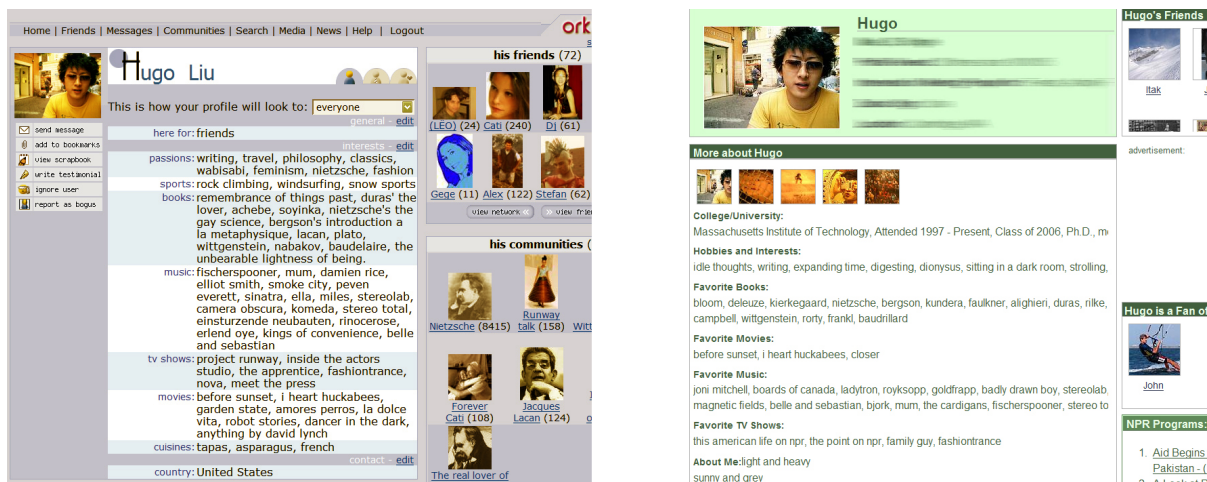 Home | Friends | Messages | Communities | Search | Media | News | Help | Logout
ork
Hugo Liu
This is how your profile will look to: everyone
send message
add to bookmarks
view scrapbook
write testimonial
ignore user
report as bogus
general - edit
here for: friends
interests - edit
passions: writing, travel, philosophy, classics,
wabisabi, feminism, nietzsche, fashion
sports: rock climbing, windsurfing, snow sports
books: remembrance of things past, duras' the
lover, achebe, soyinka, nietzsche's the
gay science, bergson's introduction a
la metaphysique, lacan, plato,
wittgenstein, nabakov, baudelaire, the
unbearable lightness of being.
music: fischerspooner, mum, damien rice,
elliot smith, smoke city, peven
everett, sinatra, ella, miles, stereolab,
camera obscura, komeda, stereo total,
einsturzende neubauten, rinocerose,
erlend oye, kings of convenience, belle
and sebastian
tv shows: project runway, inside the actors
studio, the apprentice, fashiontrance,
nova, meet the press
movies: before sunset, i heart huckabees,
garden state, amores perros, la dolce
vita, robot stories, dancer in the dark,
anything by david lynch
cuisines: tapas, asparagus, french
contact - edit
country: United States
his friends (72)
(LEO) (24) Cati (240) DJ (61)
Gege (11) Alex (122) Stefan (62)
view network view frie
his communities (
Nietzsche (8415) Runway
talk (158) Witt
Forever
Cati (108)
Jacques
Lacan (124)
The real lover of
Hugo
More about Hugo
College/University:
Massachusetts Institute of Technology, Attended 1997 - Present, Class of 2006, Ph.D., m
Hobbies and Interests:
idle thoughts, writing, expanding time, digesting, dionysus, sitting in a dark room, strolling,
Favorite Books:
bloom, deleuze, kierkegaard, nietzsche, bergson, kundera, faulkner, alighieri, duras, rilke,
campbell, wittgenstein, rorty, frankl, baudrillard
Favorite Movies:
before sunset, i heart huckabees, closer
Favorite Music:
joni mitchell, boards of canada, ladytron, royksopp, goldfrapp, badly drawn boy, stereolab,
magnetic fields, belle and sebastian, bjork, mum, the cardigans, fischerspooner, stereo to
Favorite TV Shows:
this american life on npr, the point on npr, family guy, fashiontrance
About Me:light and heavy
sunny and grey
Hugo's Friends
Itak
advertisement:
Hugo is a Fan of
John
NPR Programs:
1. Aid Begins
Pakistan - (